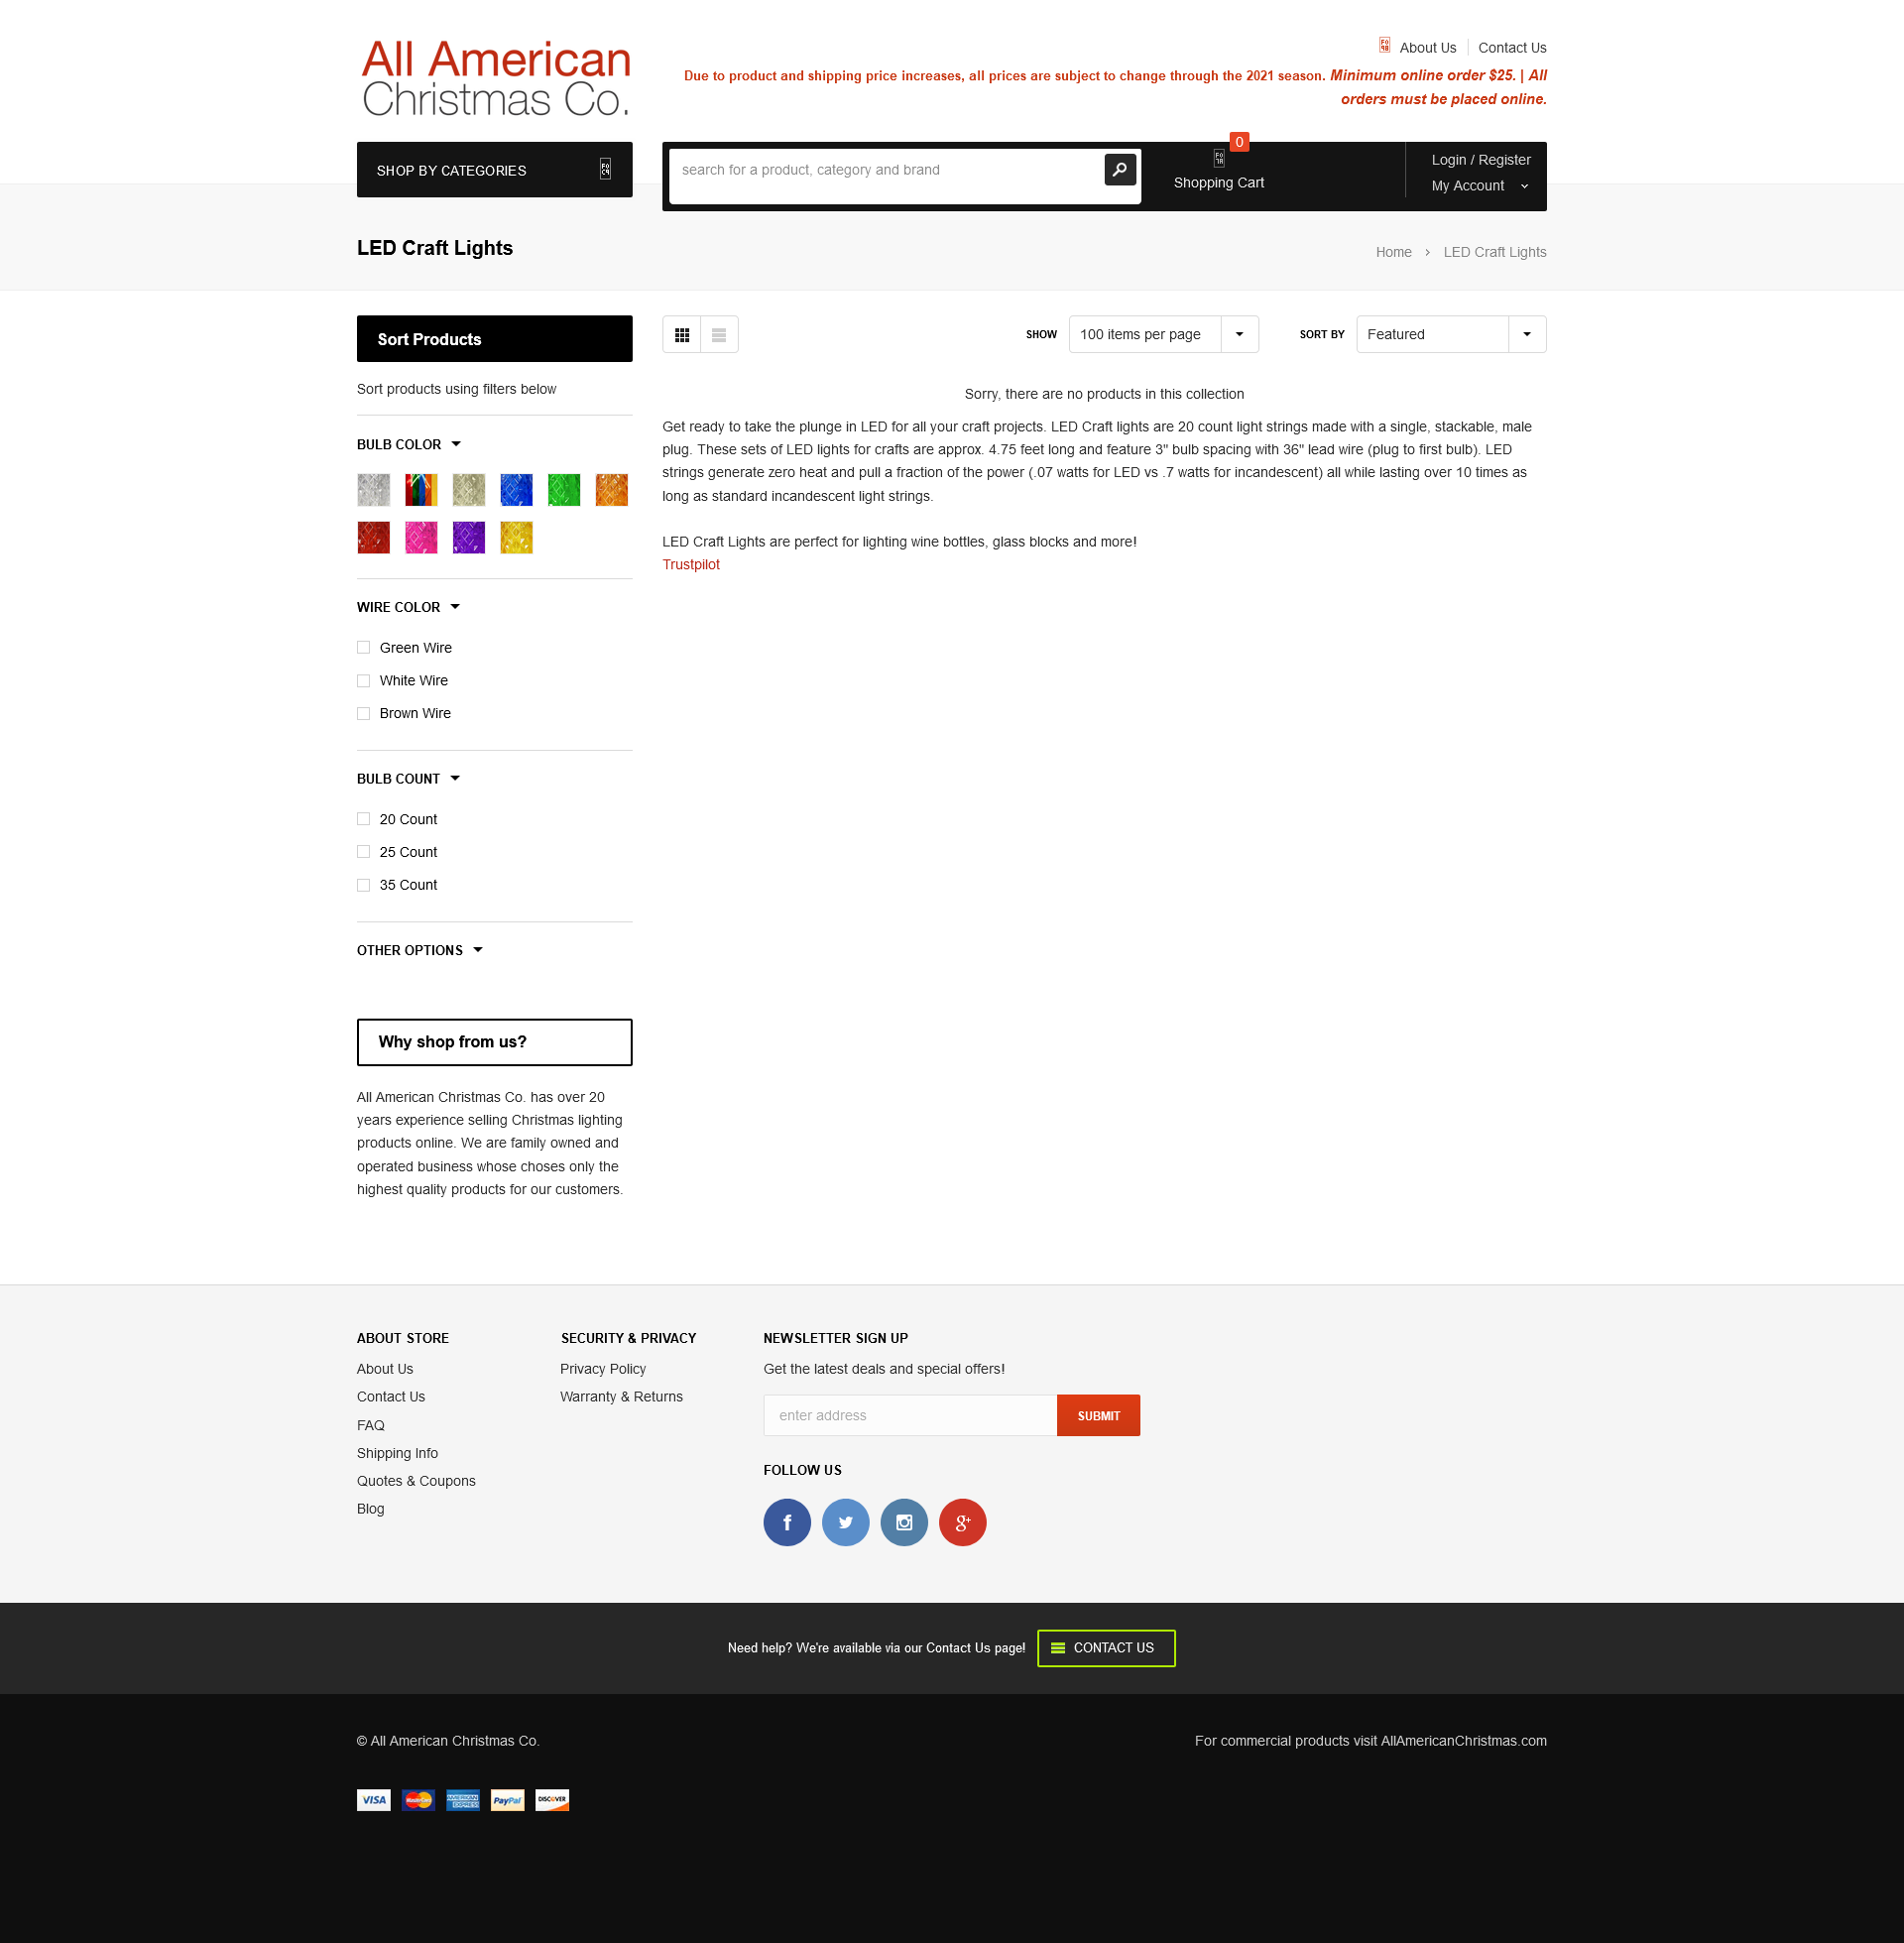 All American
Christmas Co.
About Us
Contact Us
Due to product and shipping price increases, all prices are subject to change through the 2021 season. Minimum online order $25. | All
orders must be placed online.
SHOP BY CATEGORIES
search for a product, category and brand
0
Shopping Cart
Login / Register
My Account
LED Craft Lights
Home › LED Craft Lights
Sort Products
Sort products using filters below
BULB COLOR
WIRE COLOR
Green Wire
White Wire
Brown Wire
BULB COUNT
20 Count
25 Count
35 Count
OTHER OPTIONS
Why shop from us?
All American Christmas Co. has over 20
years experience selling Christmas lighting
products online. We are family owned and
operated business whose choses only the
highest quality products for our customers.
SHOW
100 items per page
SORT BY
Featured
Sorry, there are no products in this collection
Get ready to take the plunge in LED for all your craft projects. LED Craft lights are 20 count light strings made with a single, stackable, male
plug. These sets of LED lights for crafts are approx. 4.75 feet long and feature 3" bulb spacing with 36" lead wire (plug to first bulb). LED
strings generate zero heat and pull a fraction of the power (.07 watts for LED vs .7 watts for incandescent) all while lasting over 10 times as
long as standard incandescent light strings.
LED Craft Lights are perfect for lighting wine bottles, glass blocks and more!
Trustpilot
ABOUT STORE
About Us
Contact Us
FAQ
Shipping Info
Quotes & Coupons
Blog
SECURITY & PRIVACY
Privacy Policy
Warranty & Returns
NEWSLETTER SIGN UP
Get the latest deals and special offers!
enter address
SUBMIT
FOLLOW US
Need help? We're available via our Contact Us page!
CONTACT US
© All American Christmas Co.
For commercial products visit AllAmericanChristmas.com
VISA
MasterCard
AMERICAN EXPRESS
PayPal
DISCOVER